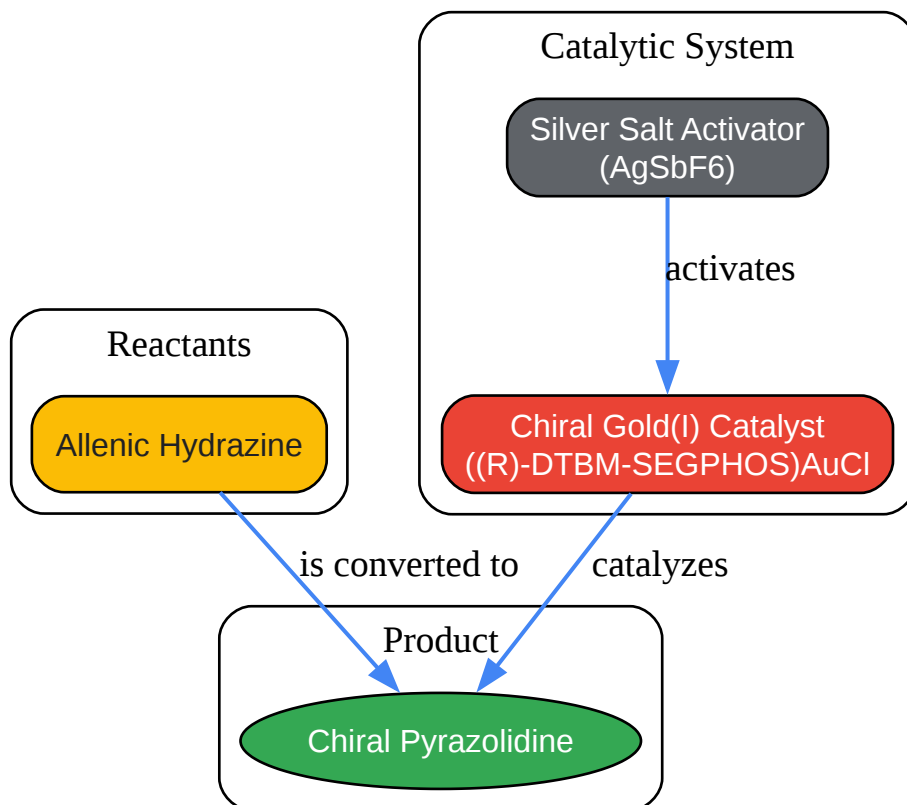 Catalytic System
Silver Salt Activator
(AgSbF6)
activates
Reactants
Allenic Hydrazine
Chiral Gold(I) Catalyst
((R)-DTBM-SEGPHOS)AuCl
is converted to
catalyzes
Product
Chiral Pyrazolidine